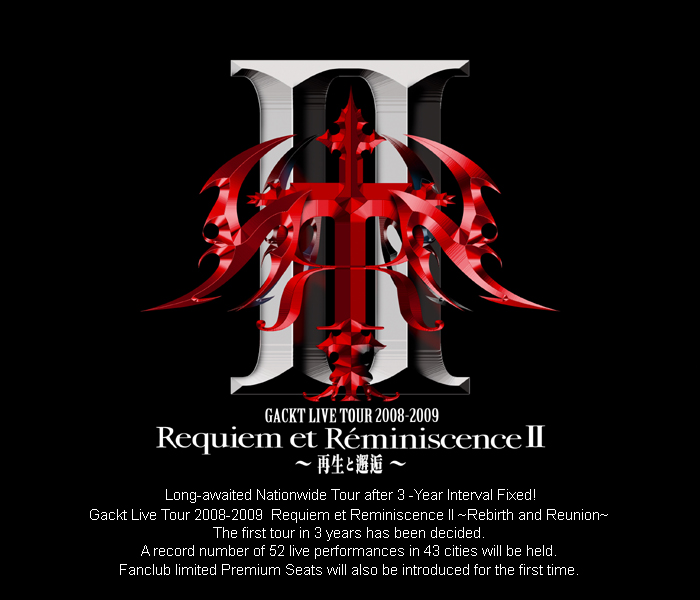 II
GACKT LIVE TOUR 2008-2009
Requiem et Réminiscence II
～ 再生と邂逅 ～
Long-awaited Nationwide Tour after 3 -Year Interval Fixed!
Gackt Live Tour 2008-2009 Requiem et Reminiscence II ~Rebirth and Reunion~
The first tour in 3 years has been decided.
A record number of 52 live performances in 43 cities will be held.
Fanclub limited Premium Seats will also be introduced for the first time.